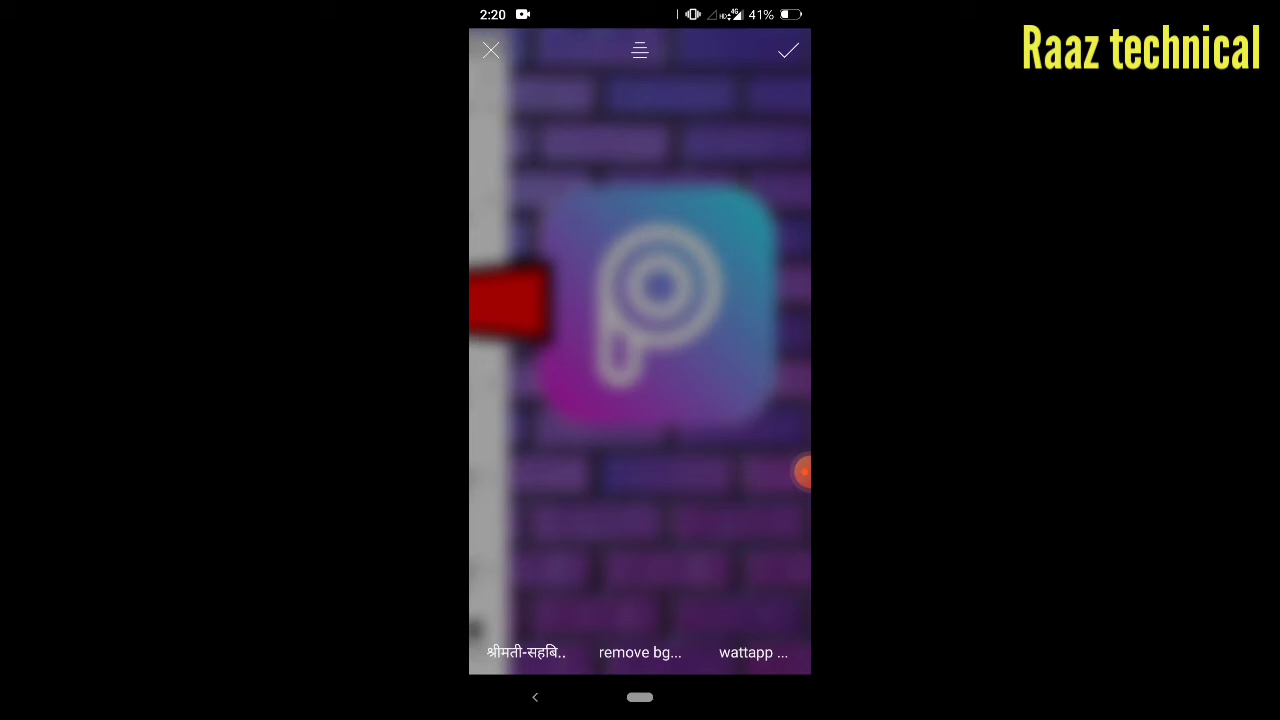 2:20
41%
Raaz technical
श्रीमती-सहबि..
remove bg...
wattapp ...